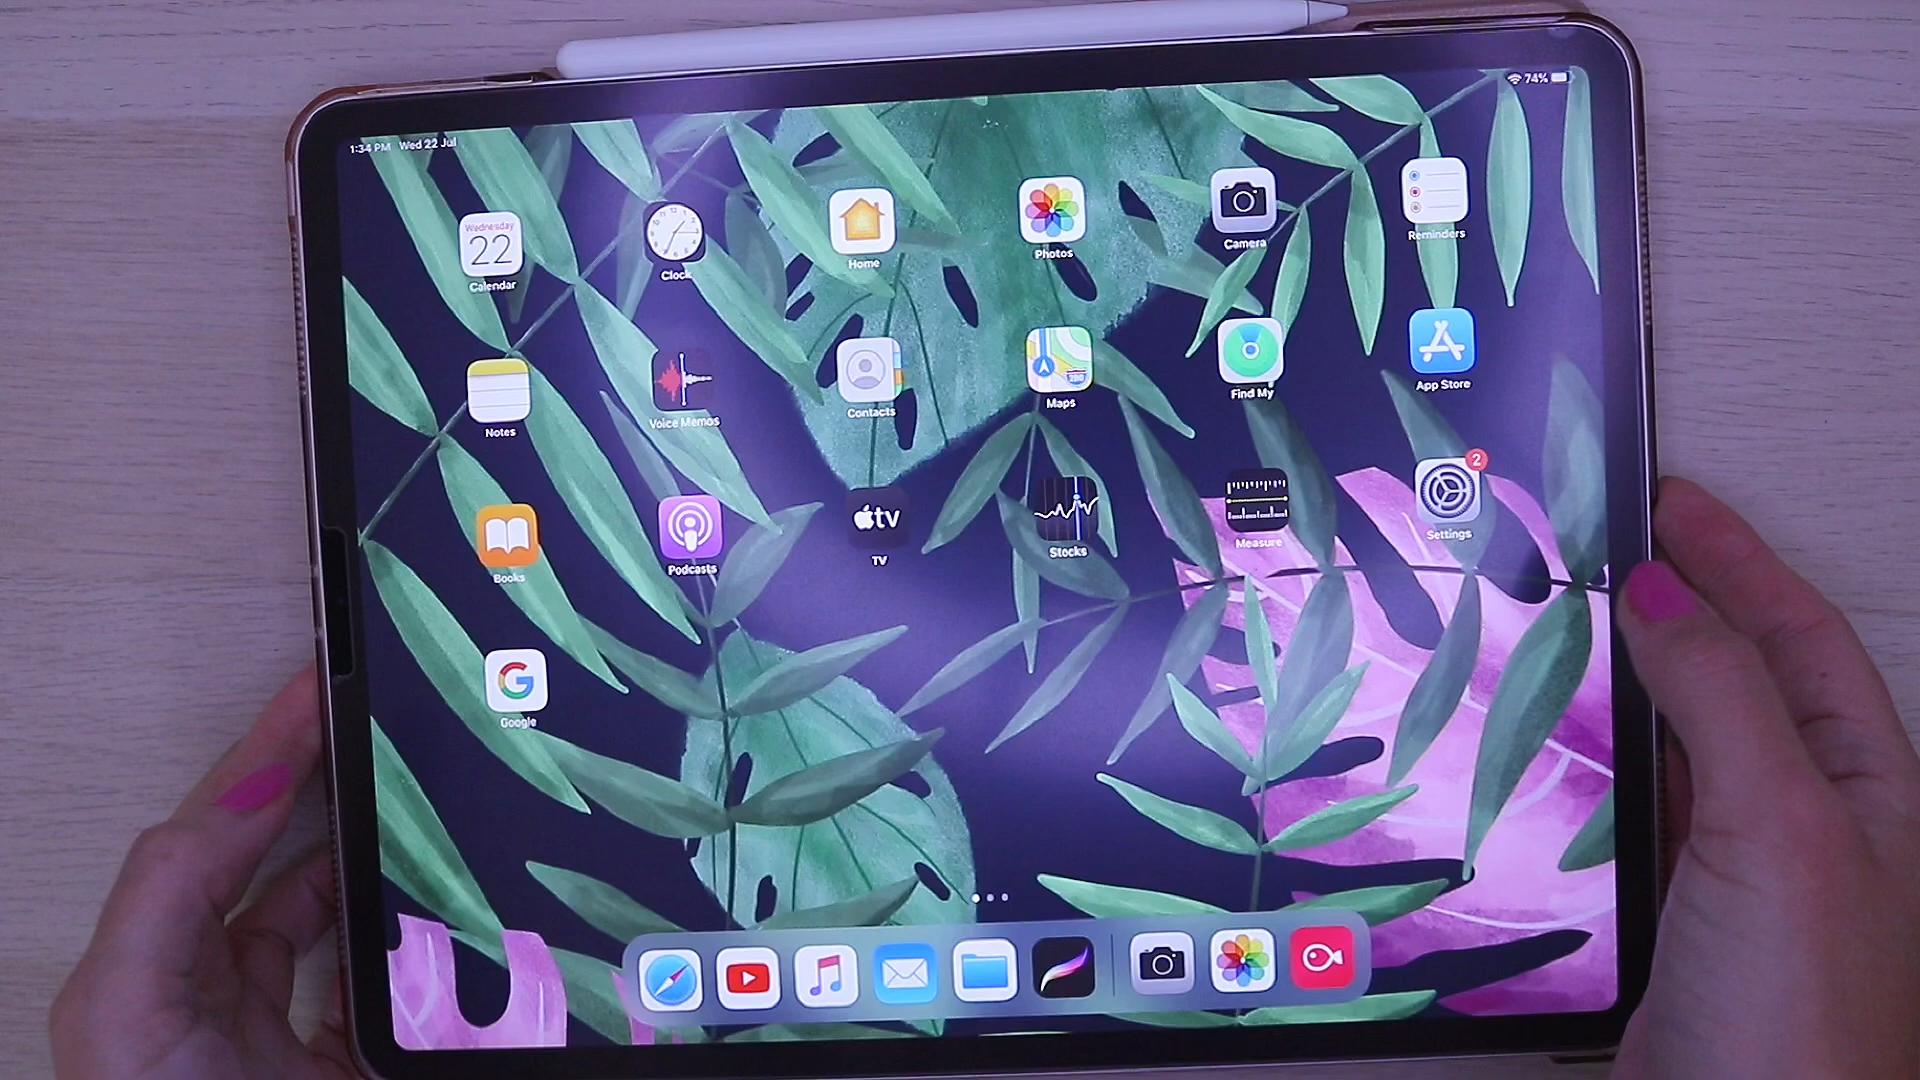 1:34 PM Wed 22 Jul
74%
Wednesday
22
Calendar
Clock
Home
Photos
Camera
Reminders
Notes
Voice Memos
Contacts
Maps
280
Find My
App Store
Books
Podcasts
tv
TV
Stocks
Measure
2
Settings
G
Google